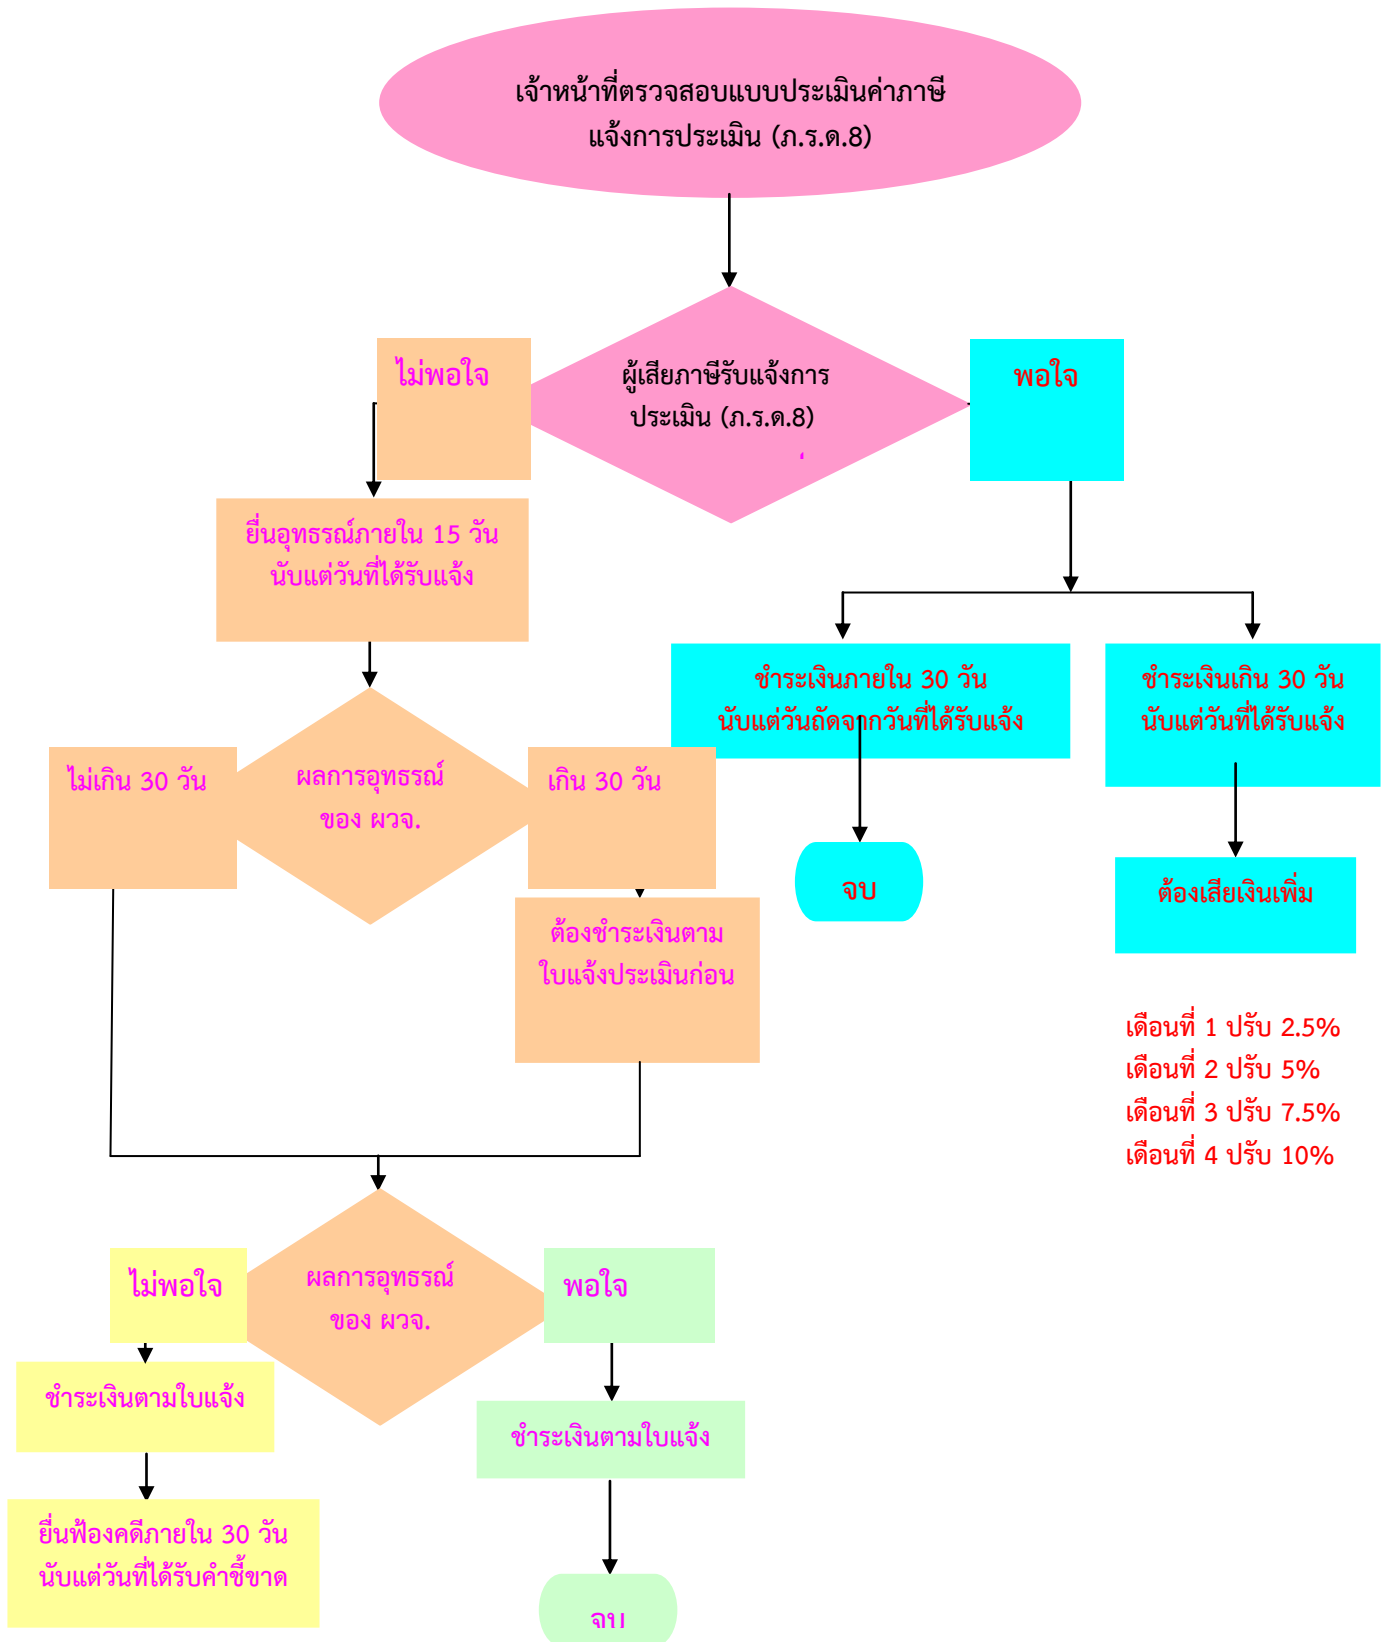 เจ้าหน้าที่ตรวจสอบแบบประเมินค่าภาษี
แจ้งการประเมิน (ภ.ร.ด.8)
ไม่พอใจ
ผู้เสียภาษีรับแจ้งการ
ประเมิน (ภ.ร.ด.8)
พอใจ
ยื่นอุทธรณ์ภายใน 15 วัน
นับแต่วันที่ได้รับแจ้ง
ชำระเงินภายใน 30 วัน
นับแต่วันถัดจากวันที่ได้รับแจ้ง
ชำระเงินเกิน 30 วัน
นับแต่วันที่ได้รับแจ้ง
ไม่เกิน 30 วัน
ผลการอุทธรณ์
ของ ผวจ.
เกิน 30 วัน
จบ
ต้องเสียเงินเพิ่ม
ต้องชำระเงินตาม
ใบแจ้งประเมินก่อน
เดือนที่ 1 ปรับ 2.5%
เดือนที่ 2 ปรับ 5%
เดือนที่ 3 ปรับ 7.5%
เดือนที่ 4 ปรับ 10%
ไม่พอใจ
ผลการอุทธรณ์
ของ ผวจ.
พอใจ
ชำระเงินตามใบแจ้ง
ชำระเงินตามใบแจ้ง
ยื่นฟ้องคดีภายใน 30 วัน
นับแต่วันที่ได้รับคำชี้ขาด
จบ